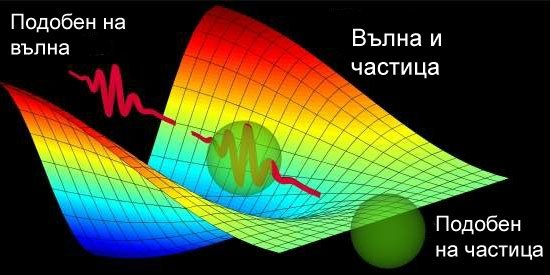 Подобен на
вълна
Вълна и
частица
Подобен
на частица